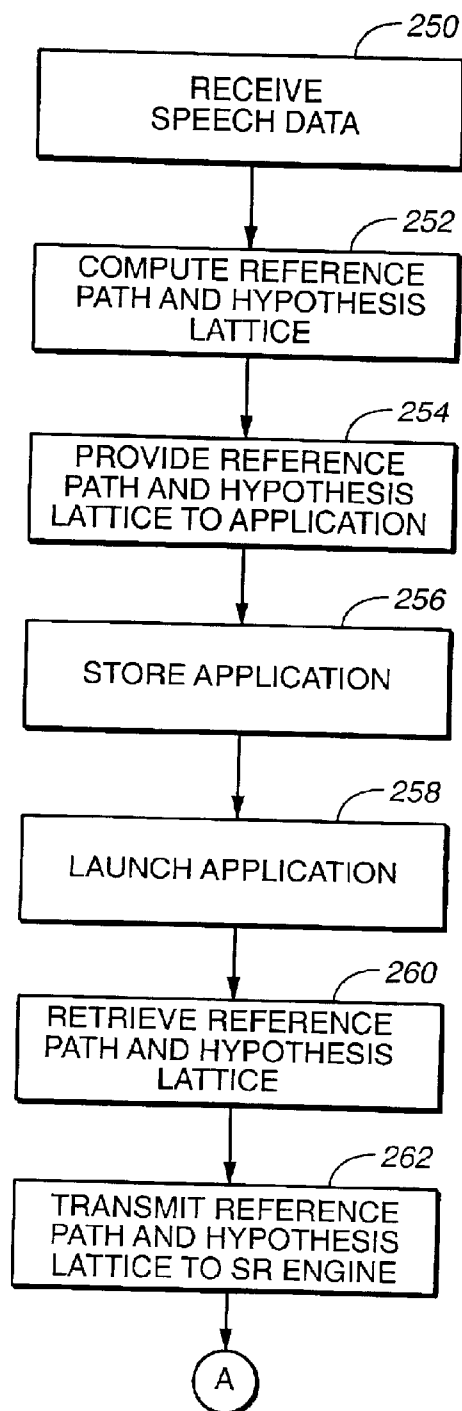 250
RECEIVE
SPEECH DATA
252
COMPUTE REFERENCE
PATH AND HYPOTHESIS
LATTICE
254
PROVIDE REFERENCE
PATH AND HYPOTHESIS
LATTICE TO APPLICATION
256
STORE APPLICATION
258
LAUNCH APPLICATION
260
RETRIEVE REFERENCE
PATH AND HYPOTHESIS
LATTICE
262
TRANSMIT REFERENCE
PATH AND HYPOTHESIS
LATTICE TO SR ENGINE
A